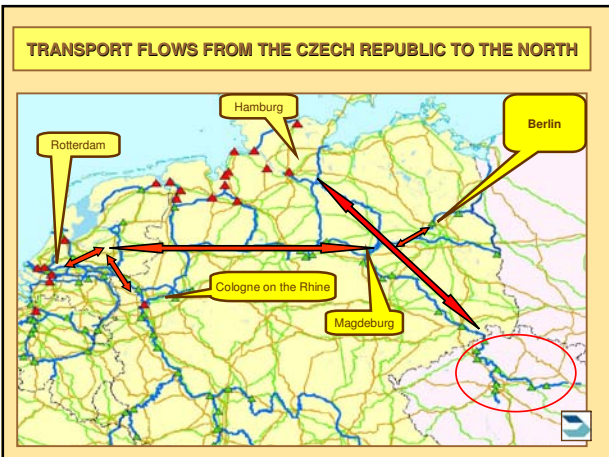 TRANSPORT FLOWS FROM THE CZECH REPUBLIC TO THE NORTH
Hamburg
Berlin
Rotterdam
Cologne on the Rhine
Magdeburg